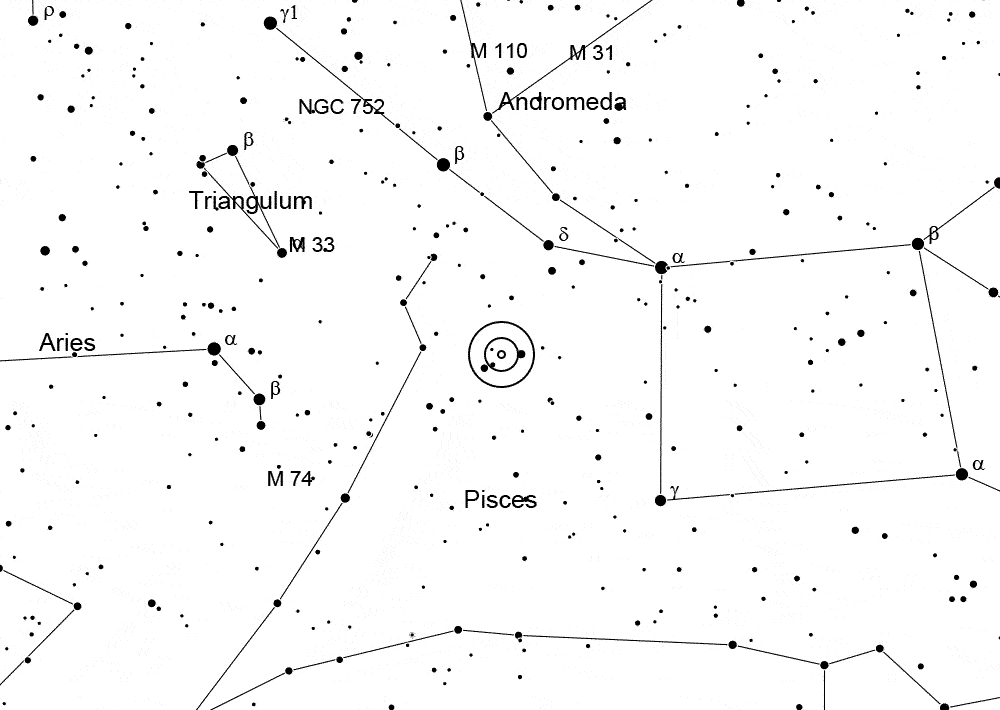 ρ
γ1
M 110
M 31
NGC 752
Andromeda
β
β
Triangulum
M 33
δ
α
β
Aries
α
β
M 74
Pisces
γ
α